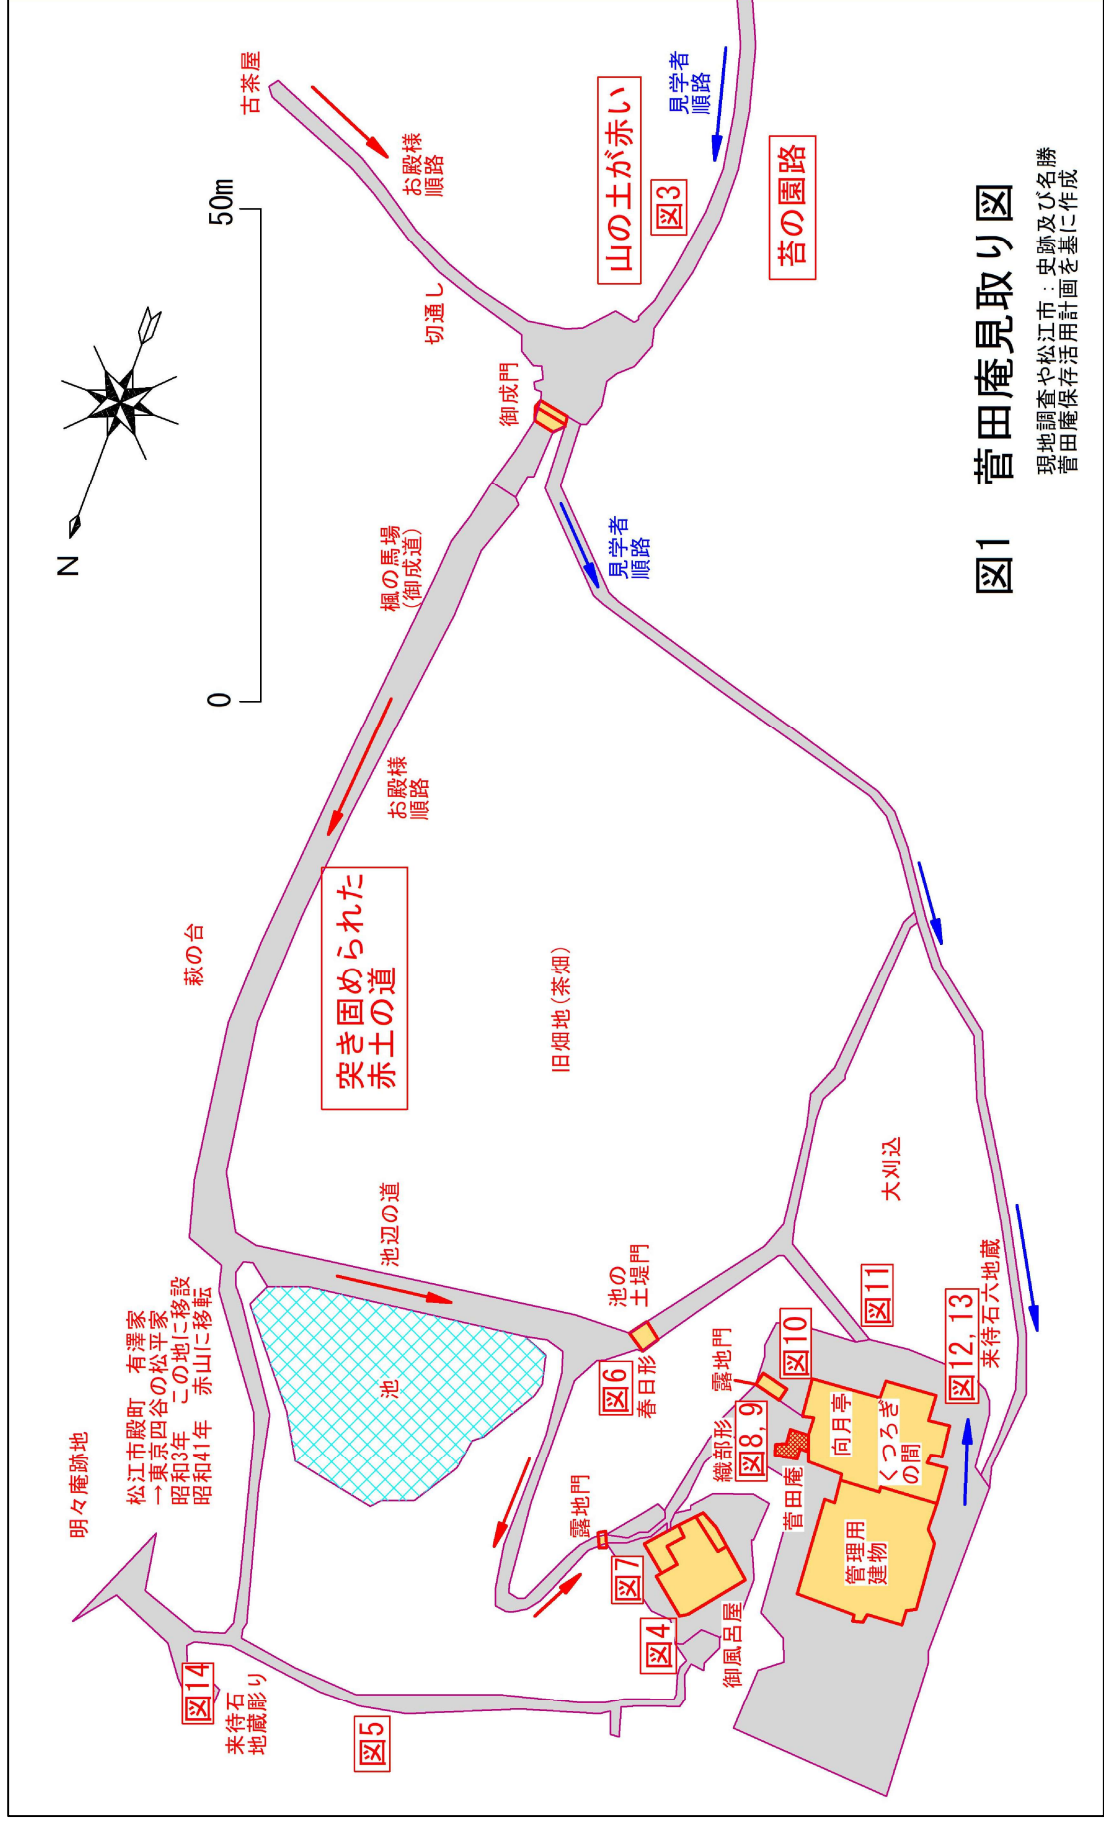 図1　菅田庵見取り図
現地調査や松江市：史跡及び名勝
菅田庵保存活用計画を基に作成
N
0
50m
明々庵跡地
松江市殿町　有澤家
→東京四谷の松平家
昭和3年　この地に移設
昭和41年　赤山に移転
萩の台
楓の馬場
（御成道）
古茶屋
お殿様
順路
切通し
御成門
お殿様
順路
突き固められた
赤土の道
山の土が赤い
図3
見学者
順路
苔の園路
見学者
順路
旧畑地（茶畑）
池辺の道
池
池の
土堤門
図6
春日形
大刈込
図14
来待石
地蔵彫り
図5
露地門
図7
図4
御風呂屋
露地門
織部形
図8，9
図10
図11
菅田庵
向月亭
くつろぎ
の間
管理用
建物
図12，13
来待石六地蔵